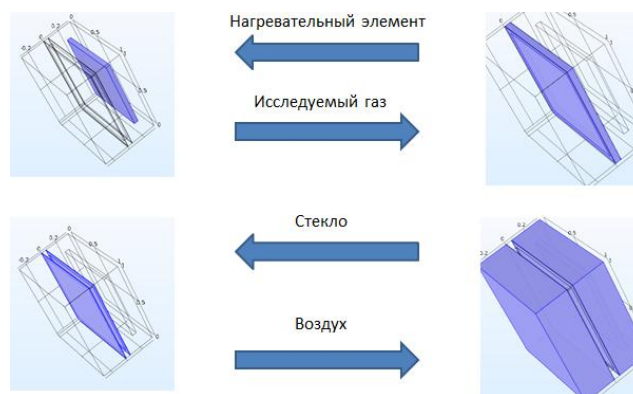 Нагревательный элемент
Исследуемый газ
Стекло
Воздух